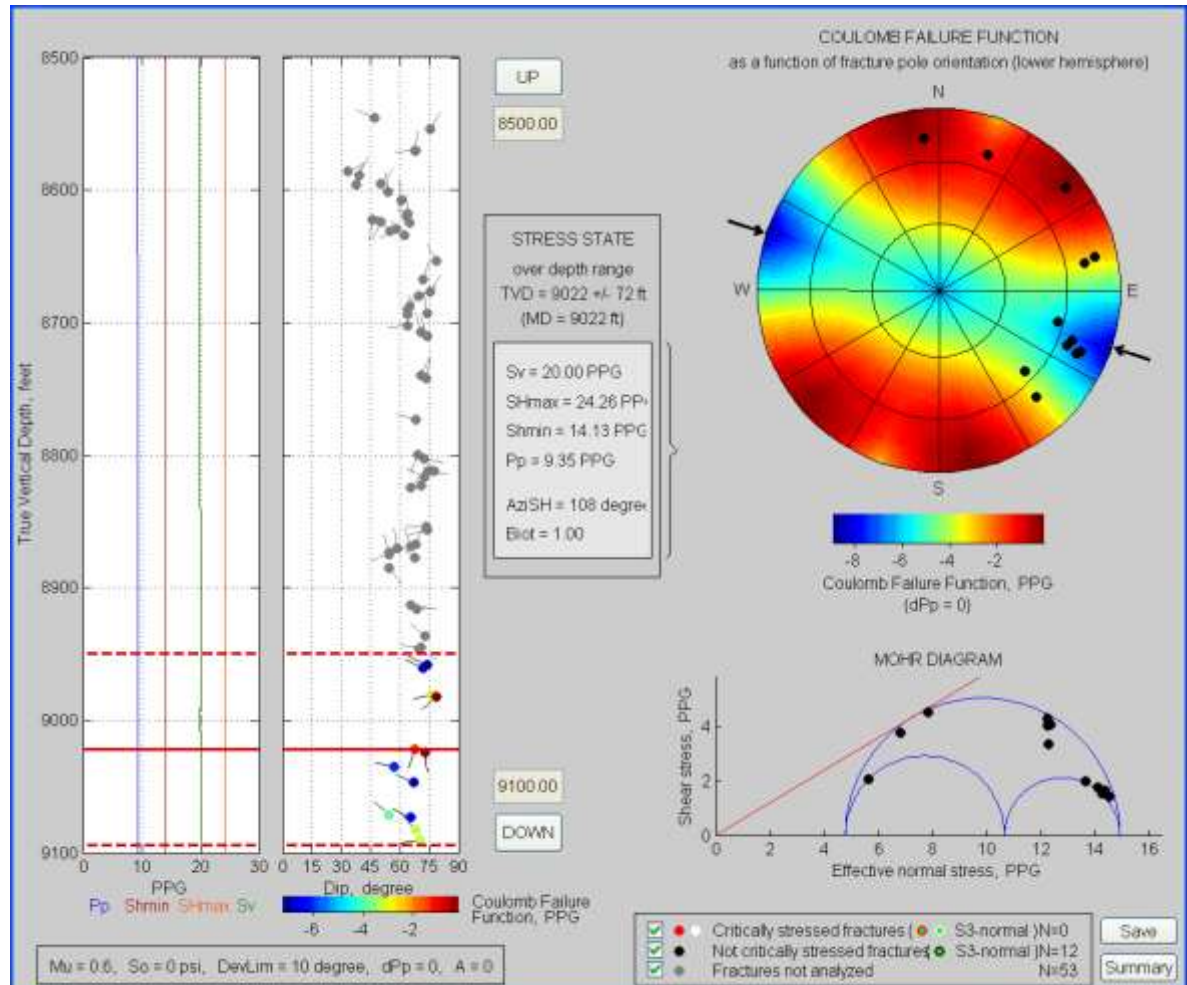 COULOMB FAILURE FUNCTION
as a function of fracture pole orientation (lower hemisphere)
N
W
E
S
-8 -6 -4 -2
Coulomb Failure Function, PPG
(dPp = 0)
8500
8600
8700
8800
8900
9000
9100
True Vertical Depth, feet
0 10 20 30
PPG
Pp Shmin SHmax Sv
0 15 30 45 60 75 90
Dip, degree
-6 -4 -2
Coulomb Failure
Function, PPG
UP
8500.00
STRESS STATE
over depth range
TVD = 9022 +/- 72 ft
(MD = 9022 ft)
Sv = 20.00 PPG
SHmax = 24.26 PP
Shmin = 14.13 PPG
Pp = 9.35 PPG
AziSH = 108 degre
Biot = 1.00
9100.00
DOWN
MOHR DIAGRAM
Shear stress, PPG
4
2
0
0 2 4 6 8 10 12 14 16
Effective normal stress, PPG
Critically stressed fractures ( S3-normal )N=0
Not critically stressed fractures( S3-normal )N=12
Fractures not analyzed N=53
Save
Summary
Mu = 0.6, So = 0 psi, DevLim = 10 degree, dPp = 0, A = 0